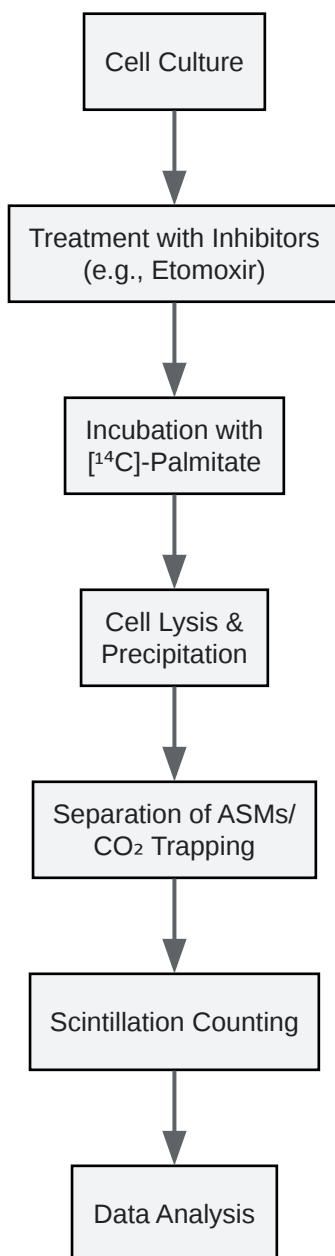 Cell Culture
Treatment with Inhibitors
(e.g., Etomoxir)
Incubation with
[¹⁴C]-Palmitate
Cell Lysis &
Precipitation
Separation of ASMs/
CO₂ Trapping
Scintillation Counting
Data Analysis